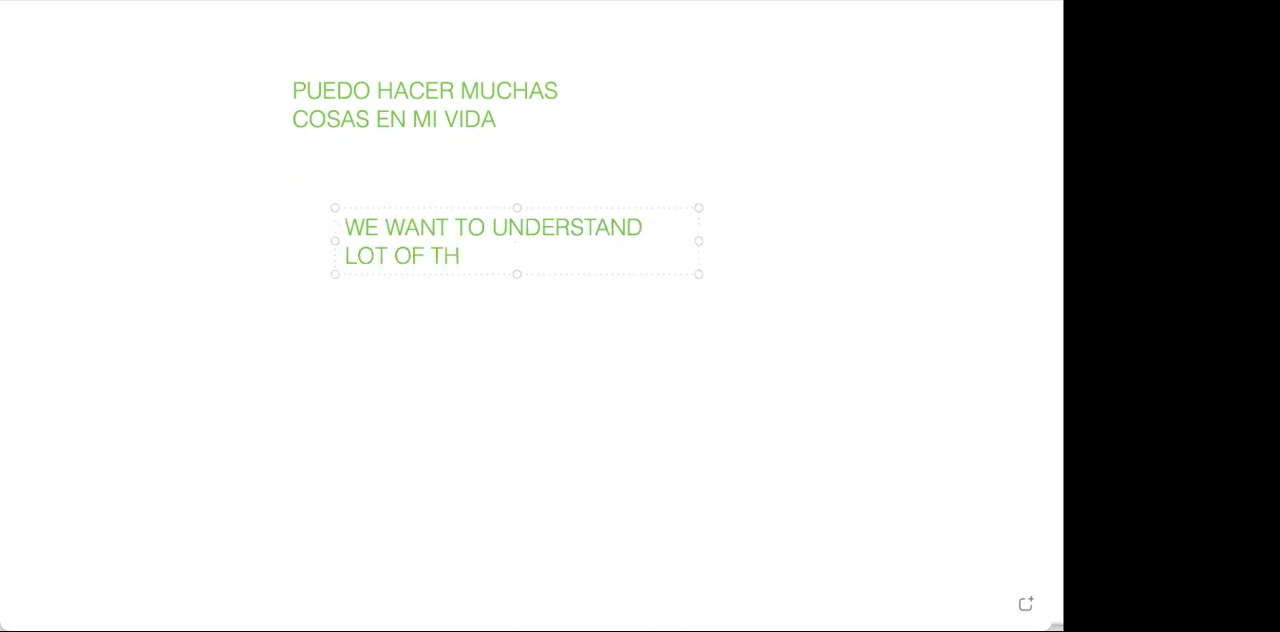 PUEDO HACER MUCHAS
COSAS EN MI VIDA
WE WANT TO UNDERSTAND
LOT OF TH